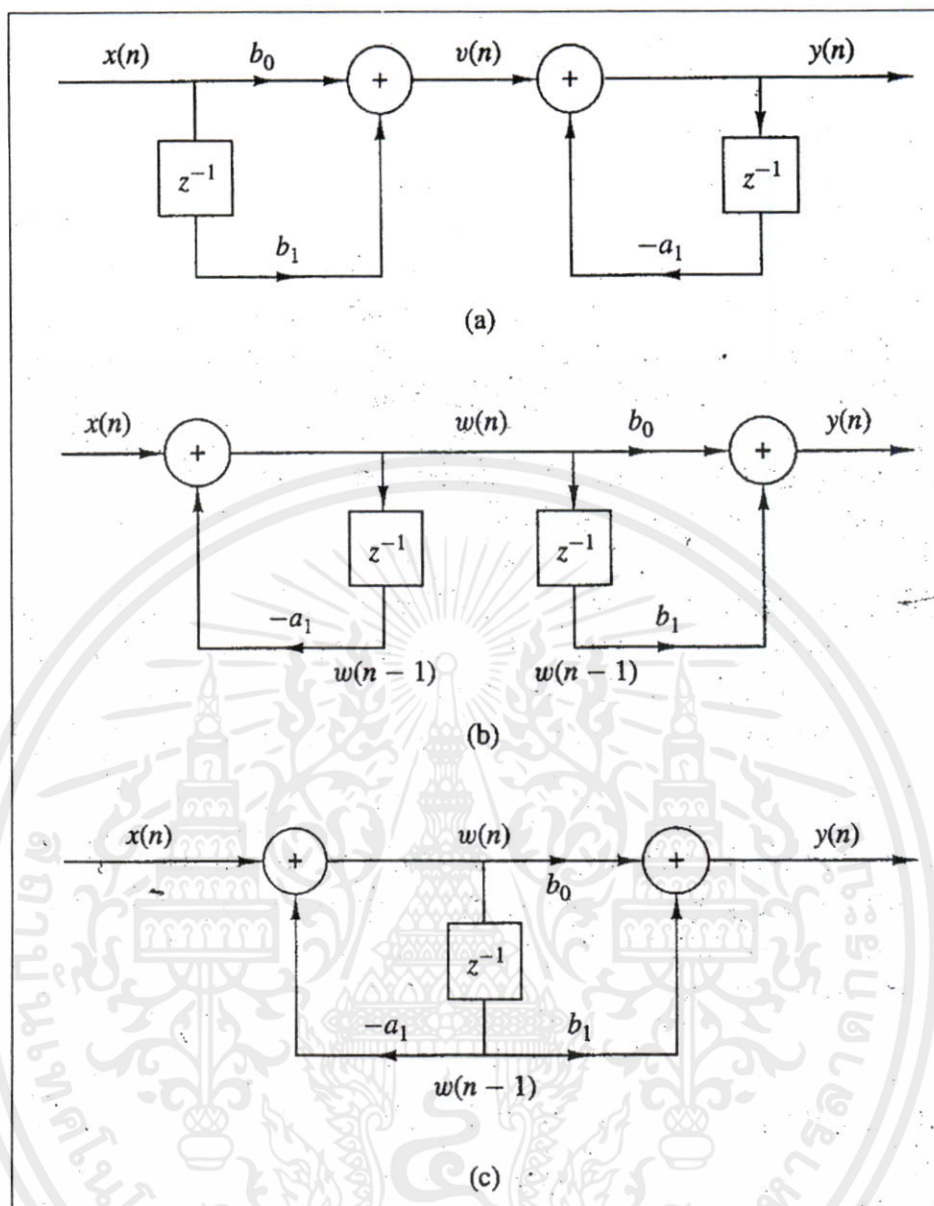 x(n) b₀ v(n) y(n)
+ +
z⁻¹ z⁻¹
b₁ -a₁
(a)
x(n) w(n) b₀ y(n)
+ +
z⁻¹ z⁻¹
-a₁ b₁
w(n - 1) w(n - 1)
(b)
x(n) w(n) y(n)
+ +
b₀
z⁻¹
-a₁ b₁
w(n - 1)
(c)